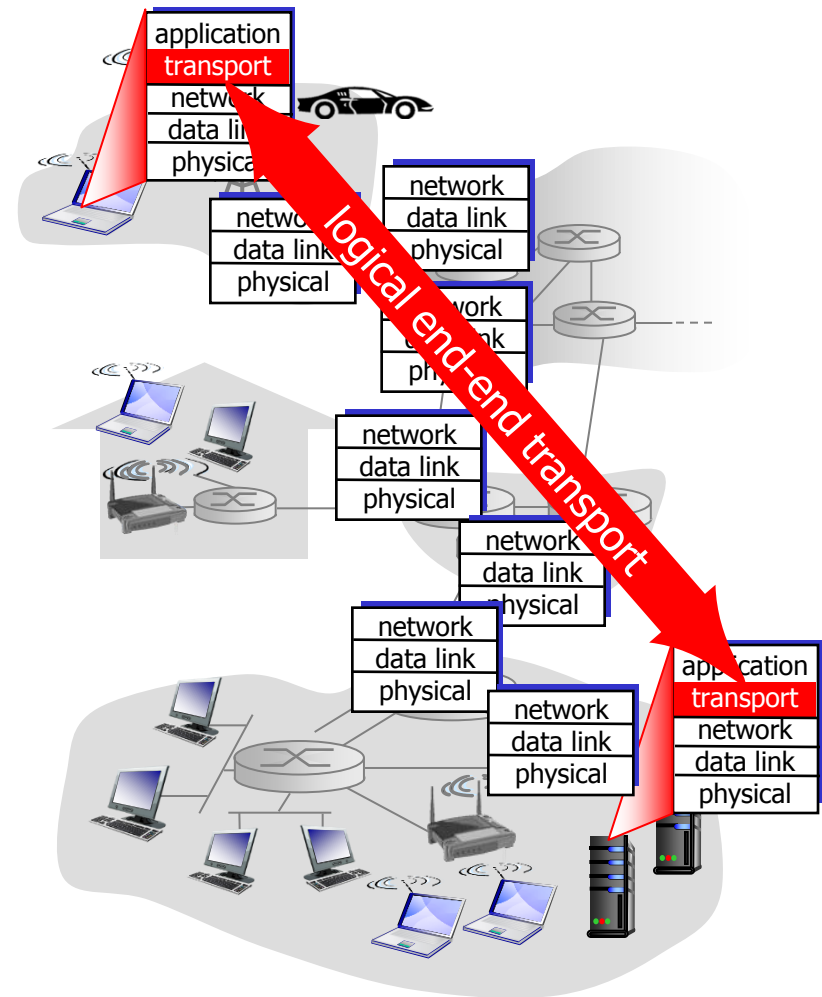 application
transport
network
data link
physical
network
data link
physical
network
data link
physical
logical end-end transport
network
data link
physical
network
data link
physical
network
data link
physical
network
data link
physical
application
transport
network
data link
physical
network
data link
physical